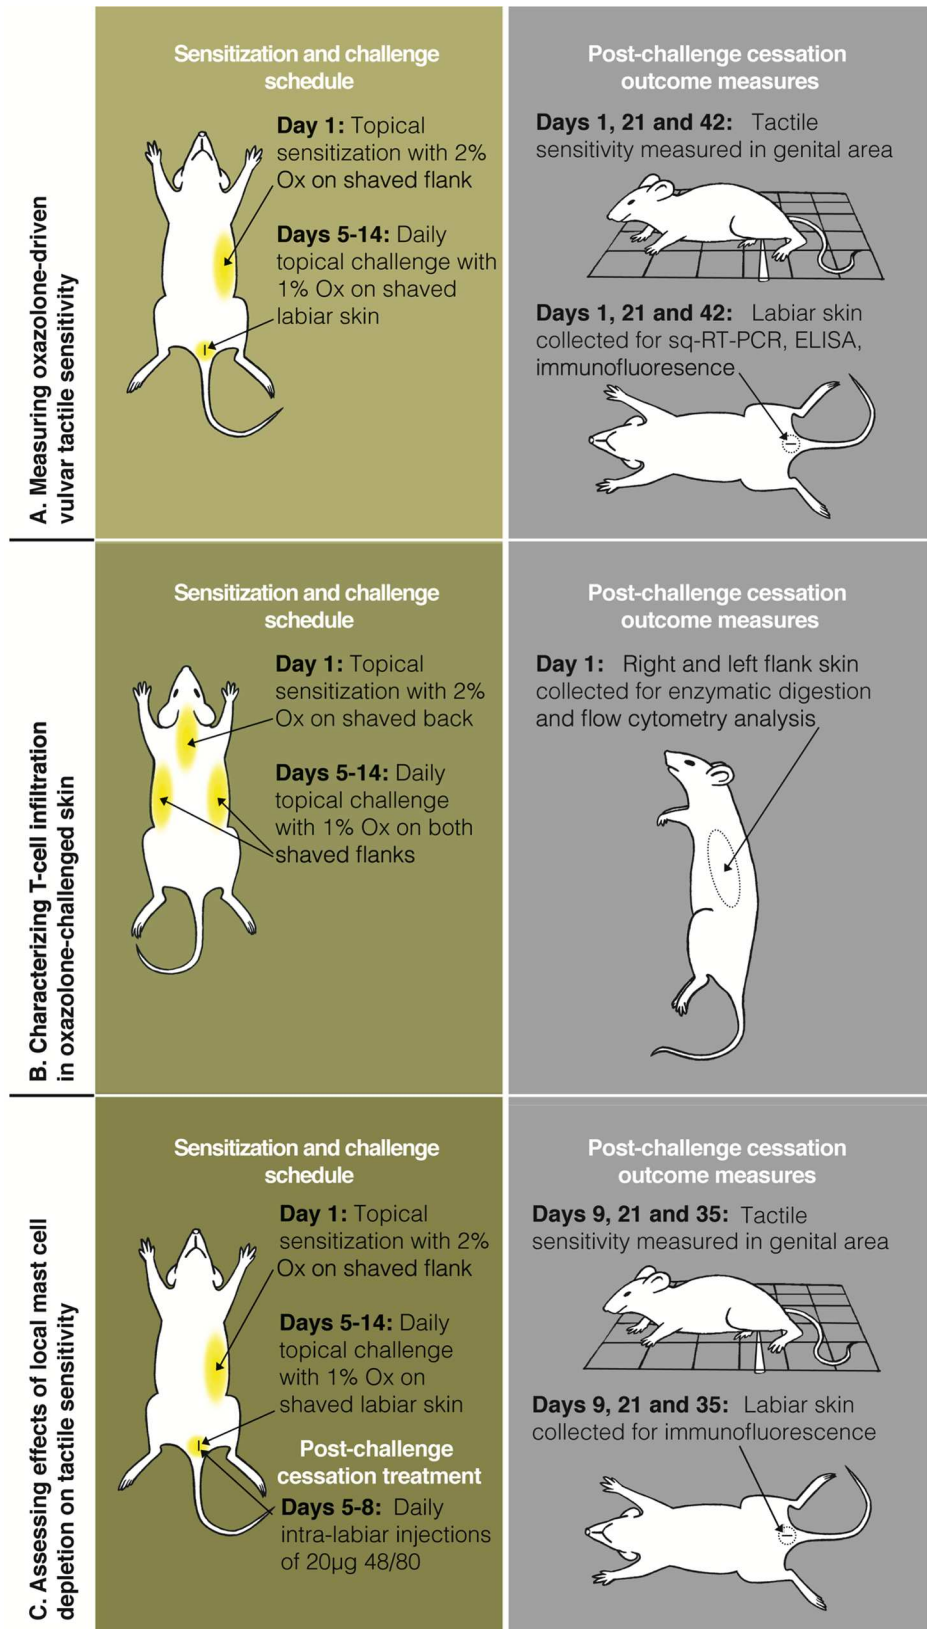 A. Measuring oxazolone-driven
vulvar tactile sensitivity
Sensitization and challenge
schedule
Day 1: Topical
sensitization with 2%
Ox on shaved flank
Days 5-14: Daily
topical challenge with
1% Ox on shaved
labiar skin
Post-challenge cessation
outcome measures
Days 1, 21 and 42: Tactile
sensitivity measured in genital area
Days 1, 21 and 42: Labiar skin
collected for sq-RT-PCR, ELISA,
immunofluoresence
B. Characterizing T-cell infiltration
in oxazolone-challenged skin
Sensitization and challenge
schedule
Day 1: Topical
sensitization with 2%
Ox on shaved back
Days 5-14: Daily
topical challenge
with 1% Ox on both
shaved flanks
Post-challenge cessation
outcome measures
Day 1: Right and left flank skin
collected for enzymatic digestion
and flow cytometry analysis
C. Assessing effects of local mast cell
depletion on tactile sensitivity
Sensitization and challenge
schedule
Day 1: Topical
sensitization with 2%
Ox on shaved flank
Days 5-14: Daily
topical challenge
with 1% Ox on
shaved labiar skin
Post-challenge
cessation treatment
Days 5-8: Daily
intra-labiar injections
of 20µg 48/80
Post-challenge cessation
outcome measures
Days 9, 21 and 35: Tactile
sensitivity measured in genital area
Days 9, 21 and 35: Labiar skin
collected for immunofluorescence